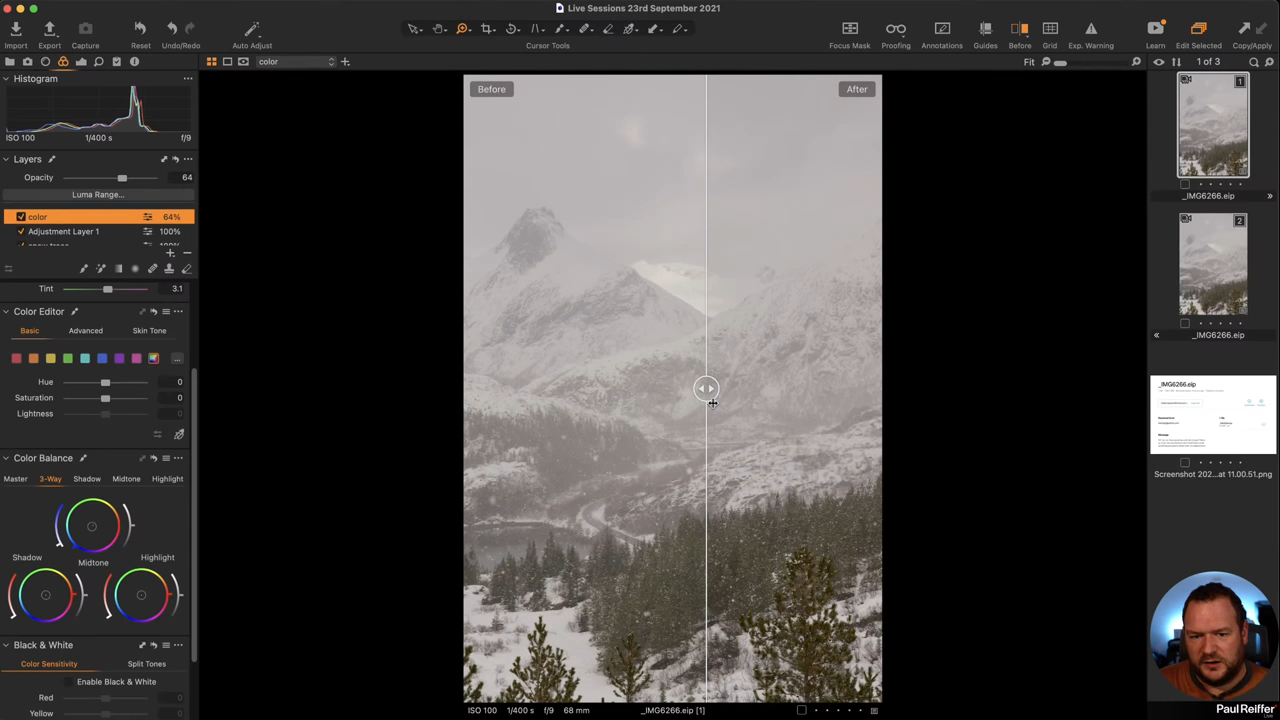 Live Sessions 23rd September 2021
Import
Export
Capture
Reset
Undo/Redo
Auto Adjust
Cursor Tools
Focus Mask
Proofing
Annotations
Guides
Before
Grid
Exp. Warning
Learn
Edit Selected
Copy/Apply
color
Fit
1 of 3
Histogram
ISO 100
1/400 s
f/9
Layers
Opacity
64
Luma Range...
color
64%
Adjustment Layer 1
100%
100%
Tint
3.1
Color Editor
Basic
Advanced
Skin Tone
...
Hue
0
Saturation
0
Lightness
Color Balance
Master
3-Way
Shadow
Midtone
Highlight
Shadow
Midtone
Highlight
Black & White
Color Sensitivity
Split Tones
Enable Black & White
Red
Yellow
Before
After
ISO 100
1/400 s
f/9
68 mm
_IMG6266.eip [1]
1
_IMG6266.eip
2
_IMG6266.eip
_IMG6266.eip
Screenshot 202...at 11.00.51.png
Paul Reiffer
Live